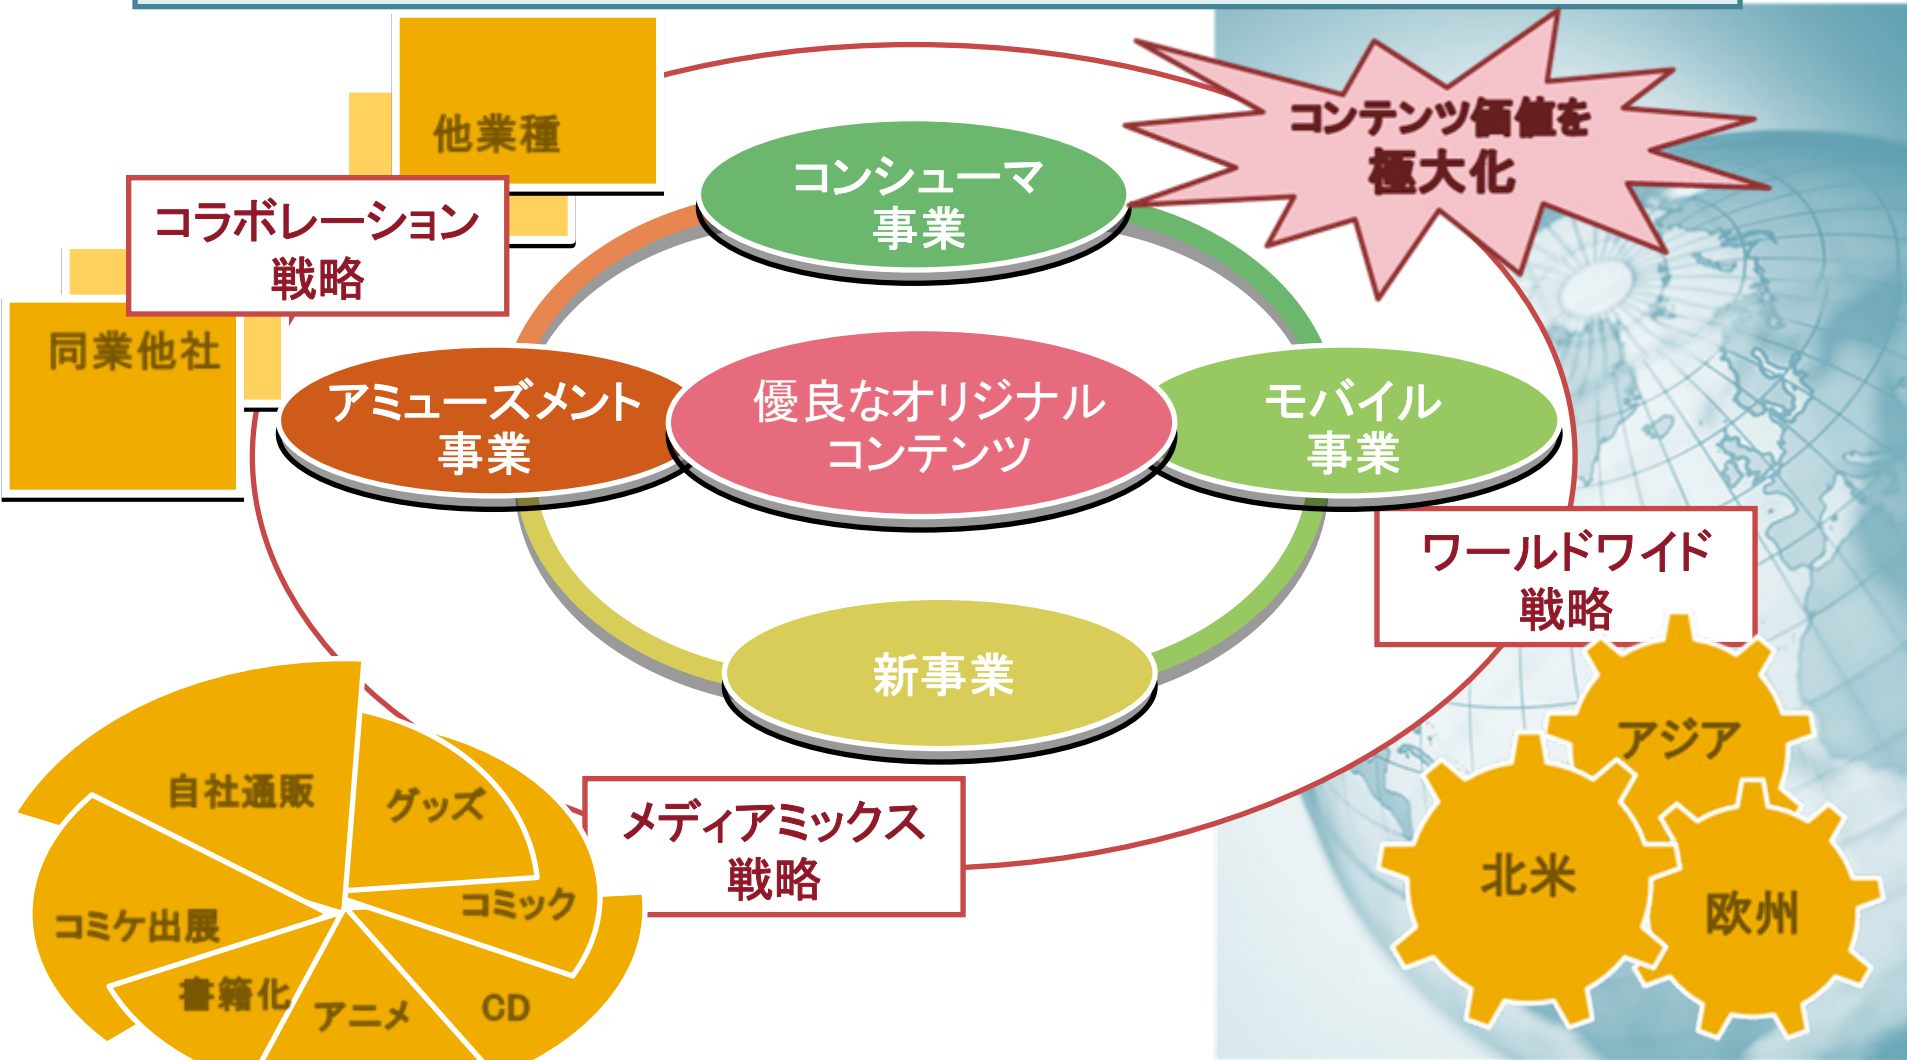 他業種
コラボレーション
戦略
同業他社
コンシューマ
事業
コンテンツ価値を
極大化
アミューズメント
事業
優良なオリジナル
コンテンツ
モバイル
事業
ワールドワイド
戦略
新事業
メディアミックス
戦略
自社通販
グッズ
コミック
コミケ出展
書籍化
アニメ
CD
アジア
北米
欧州